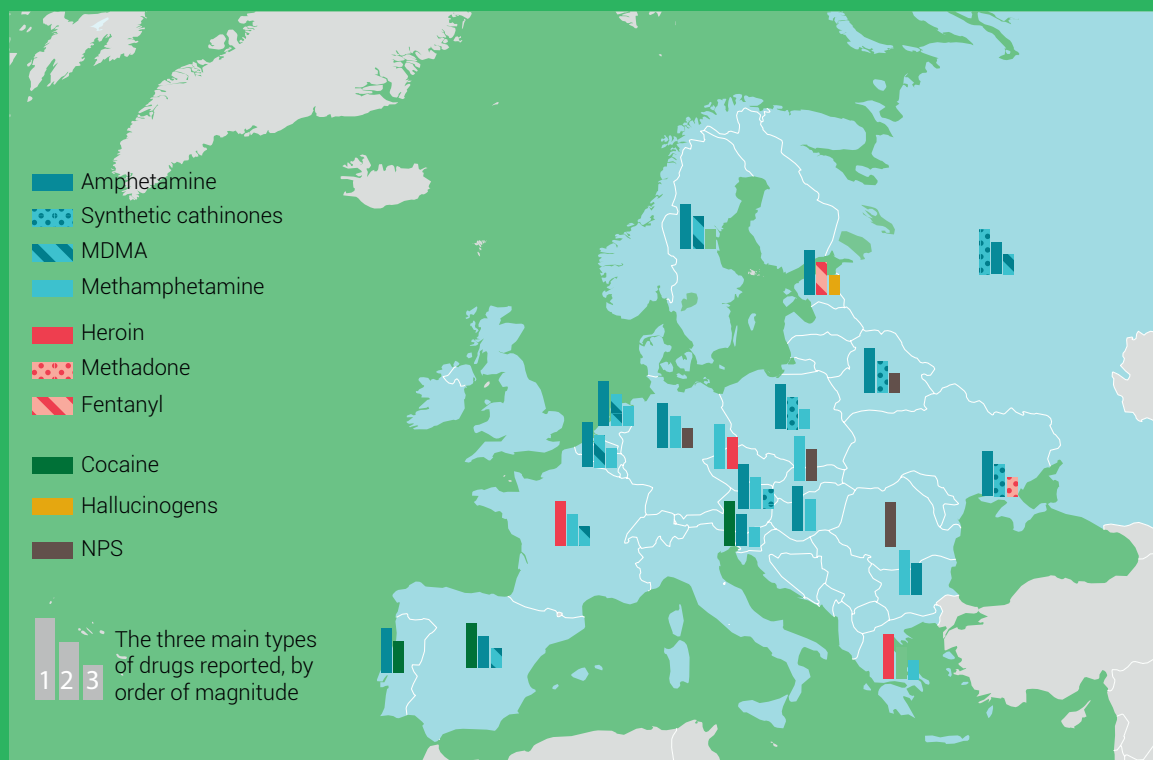 Amphetamine
Synthetic cathinones
MDMA
Methamphetamine
Heroin
Methadone
Fentanyl
Cocaine
Hallucinogens
NPS
1 2 3
The three main types
of drugs reported, by
order of magnitude